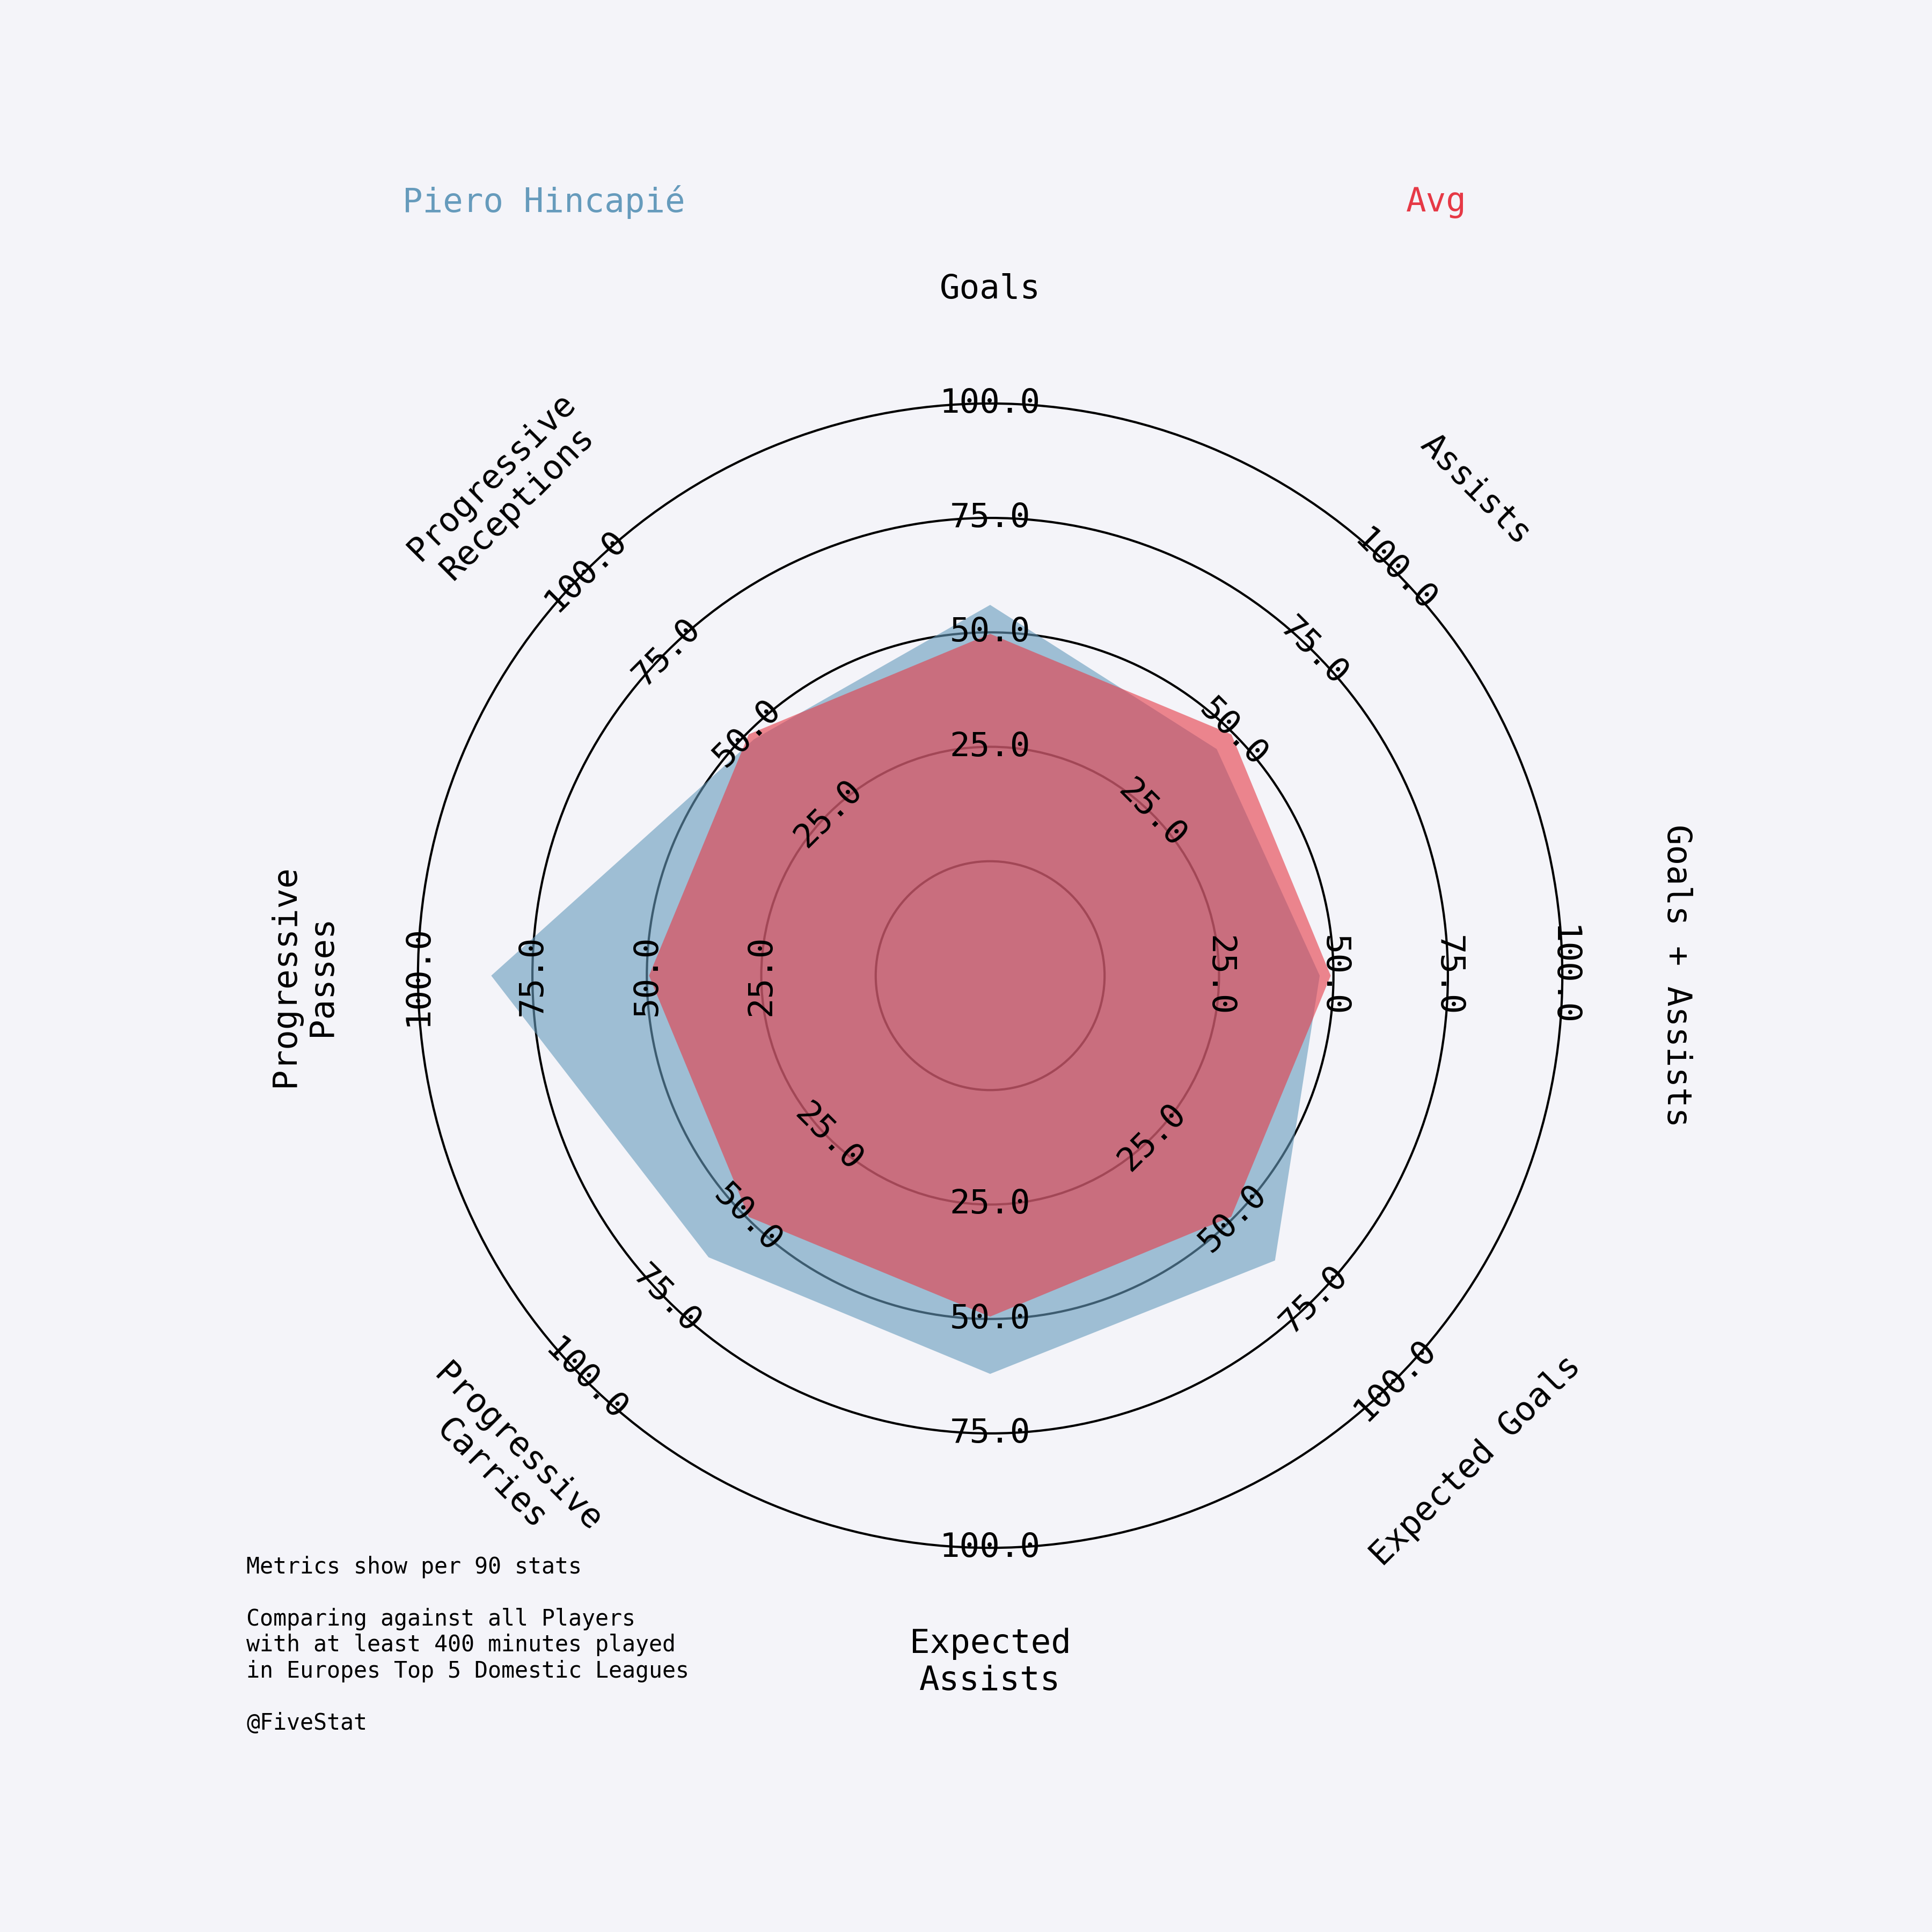 Piero Hincapié
Avg
Goals
Assists
Goals + Assists
Expected Goals
Expected
Assists
Progressive
Carries
Progressive
Passes
Progressive
Receptions
25.0
50.0
75.0
100.0
25.0
50.0
75.0
100.0
25.0
50.0
75.0
100.0
25.0
50.0
75.0
100.0
25.0
50.0
75.0
100.0
25.0
50.0
75.0
100.0
25.0
50.0
75.0
100.0
25.0
50.0
75.0
100.0
Metrics show per 90 stats
Comparing against all Players
with at least 400 minutes played
in Europes Top 5 Domestic Leagues
@FiveStat